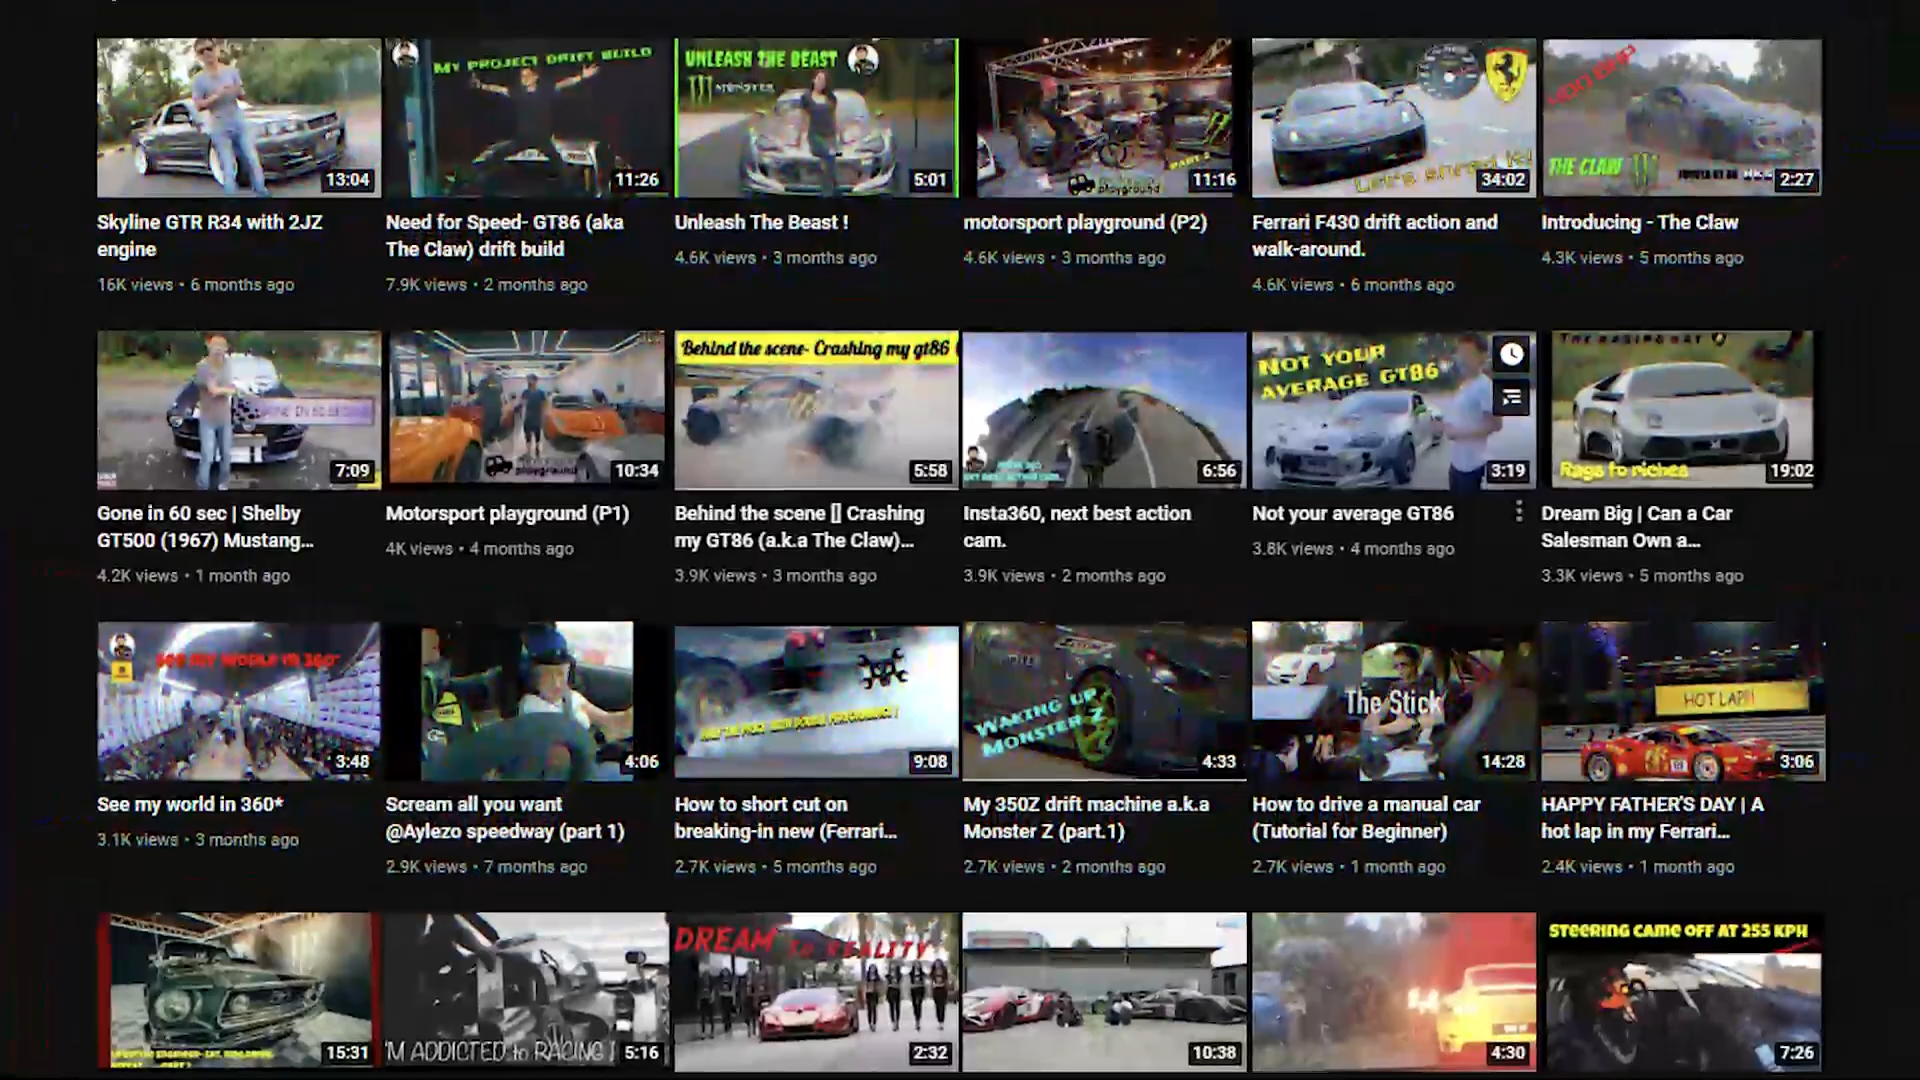 MY PROJECT DRIFT BUILD
UNLEASH THE BEAST
MONSTER
PART 2
playground
400 BHP
THE CLAW
13:04
11:26
5:01
11:16
34:02
2:27
Skyline GTR R34 with 2JZ
engine
16K views • 6 months ago
Need for Speed- GT86 (aka
The Claw) drift build
7.9K views • 2 months ago
Unleash The Beast !
4.6K views • 3 months ago
motorsport playground (P2)
4.6K views • 3 months ago
Ferrari F430 drift action and
walk-around.
4.6K views • 6 months ago
Introducing - The Claw
4.3K views • 5 months ago
playground
Behind the scene- Crashing my gt86
NOT YOUR
AVERAGE GT86
Rags to riches
7:09
10:34
5:58
6:56
3:19
19:02
Gone in 60 sec | Shelby
GT500 (1967) Mustang...
4.2K views • 1 month ago
Motorsport playground (P1)
4K views • 4 months ago
Behind the scene [] Crashing
my GT86 (a.k.a The Claw)...
3.9K views • 3 months ago
Insta360, next best action
cam.
3.9K views • 2 months ago
Not your average GT86
3.8K views • 4 months ago
Dream Big | Can a Car
Salesman Own a...
3.3K views • 5 months ago
SEE MY WORLD IN 360°
WAKING UP
MONSTER Z
The Stick
HOT LAP!!
3:48
4:06
9:08
4:33
14:28
3:06
See my world in 360*
3.1K views • 3 months ago
Scream all you want
@Aylezo speedway (part 1)
2.9K views • 7 months ago
How to short cut on
breaking-in new (Ferrari...
2.7K views • 5 months ago
My 350Z drift machine a.k.a
Monster Z (part.1)
2.7K views • 2 months ago
How to drive a manual car
(Tutorial for Beginner)
2.7K views • 1 month ago
HAPPY FATHER'S DAY | A
hot lap in my Ferrari...
2.4K views • 1 month ago
DREAM to REALITY
STEERING CAME OFF AT 255 KPH
'M ADDICTED to RACING !
15:31
5:16
2:32
10:38
4:30
7:26